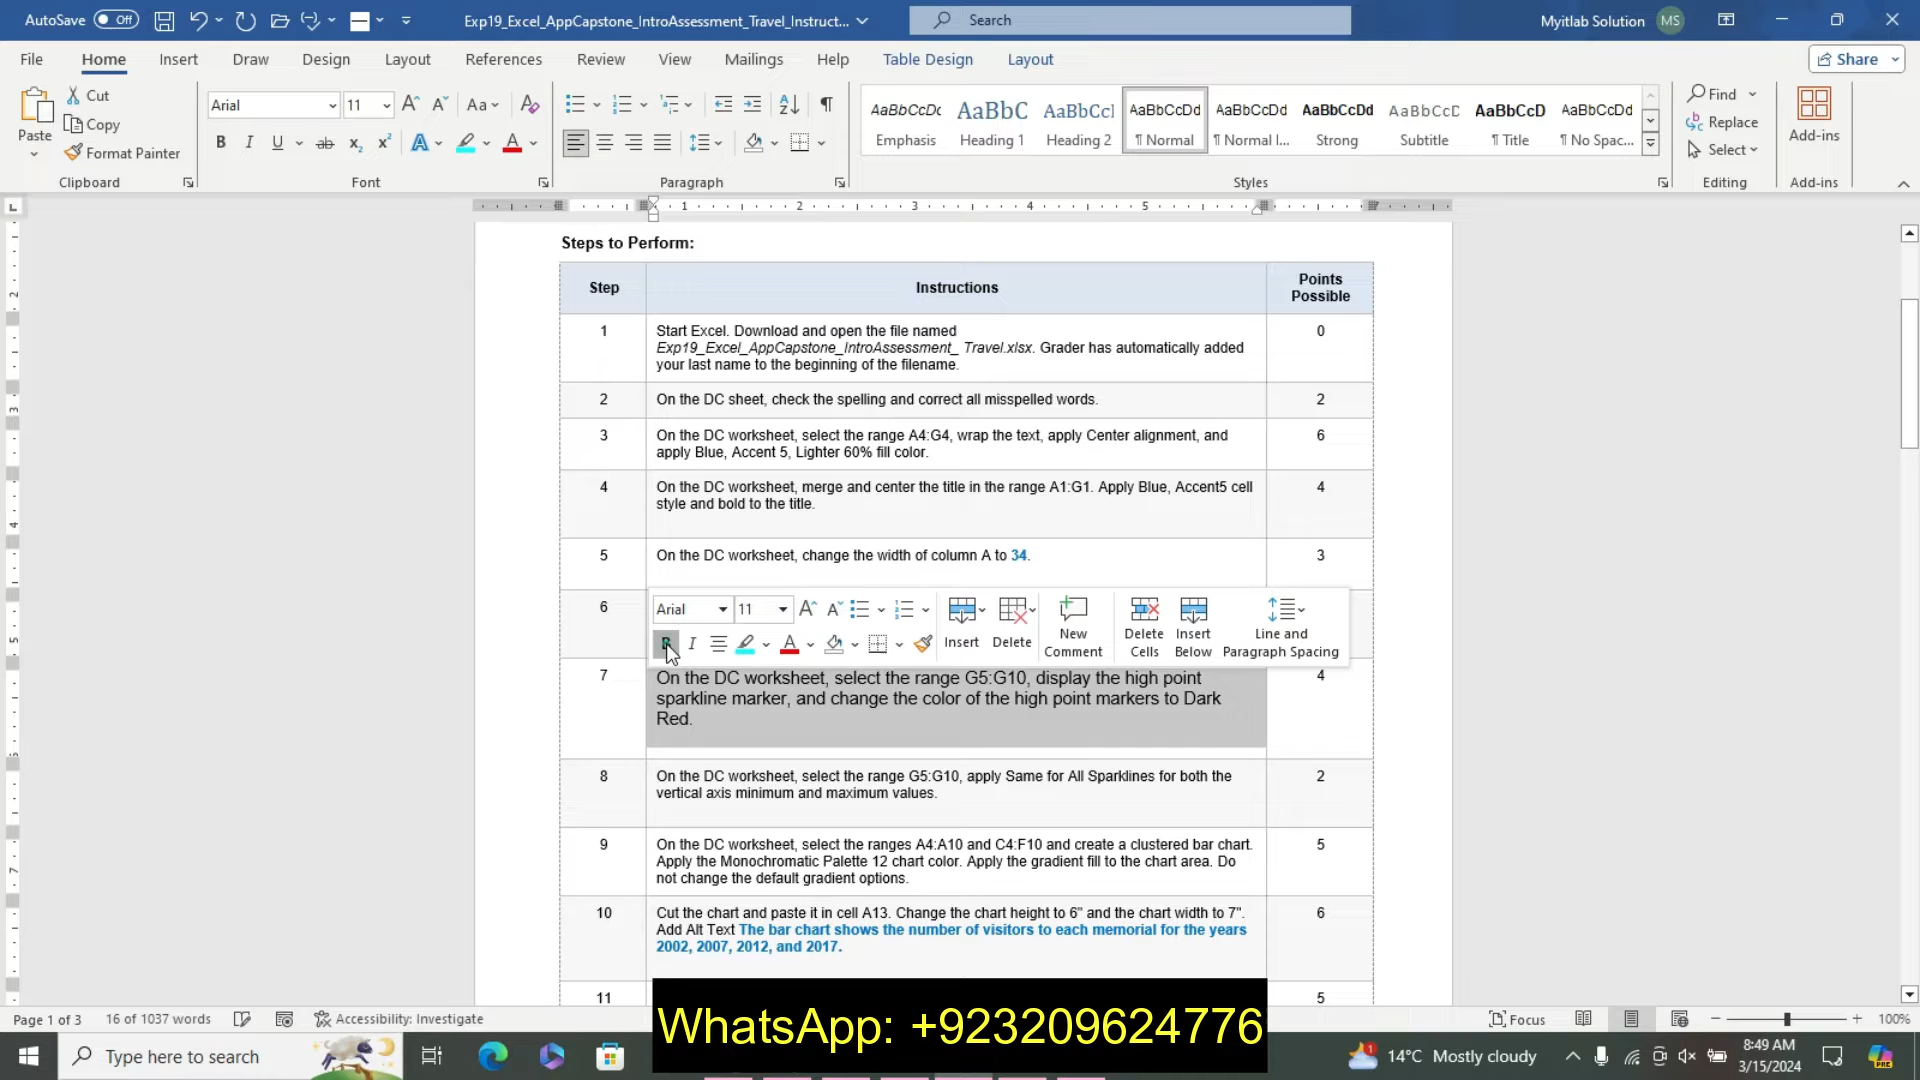 AutoSave Off
Exp19_Excel_AppCapstone_IntroAssessment_Travel_Instruct...
Search
Myitlab Solution MS
File Home Insert Draw Design Layout References Review View Mailings Help Table Design Layout
Share
Paste
Cut
Copy
Format Painter
Clipboard
Arial 11 Aa
B I U ab x₂ x² A A
Font
Paragraph
AaBbCcDc AaBbC AaBbCcI AaBbCcDd AaBbCcDd AaBbCcDd AaBbCcC AaBbCcD AaBbCcDd
Emphasis Heading 1 Heading 2 ¶ Normal ¶ Normal I... Strong Subtitle ¶ Title ¶ No Spac...
Styles
Find
Replace
Select
Editing
Add-ins
Add-ins
1 2 3 4 5
Steps to Perform:
Step Instructions Points Possible
1 Start Excel. Download and open the file named 0
Exp19_Excel_AppCapstone_IntroAssessment_ Travel.xlsx. Grader has automatically added
your last name to the beginning of the filename.
2 On the DC sheet, check the spelling and correct all misspelled words. 2
3 On the DC worksheet, select the range A4:G4, wrap the text, apply Center alignment, and 6
apply Blue, Accent 5, Lighter 60% fill color.
4 On the DC worksheet, merge and center the title in the range A1:G1. Apply Blue, Accent5 cell 4
style and bold to the title.
5 On the DC worksheet, change the width of column A to 34. 3
6
Arial 11
B I A
Insert Delete
New Comment
Delete Cells
Insert Below
Line and Paragraph Spacing
7 On the DC worksheet, select the range G5:G10, display the high point 4
sparkline marker, and change the color of the high point markers to Dark
Red.
8 On the DC worksheet, select the range G5:G10, apply Same for All Sparklines for both the 2
vertical axis minimum and maximum values.
9 On the DC worksheet, select the ranges A4:A10 and C4:F10 and create a clustered bar chart. 5
Apply the Monochromatic Palette 12 chart color. Apply the gradient fill to the chart area. Do
not change the default gradient options.
10 Cut the chart and paste it in cell A13. Change the chart height to 6" and the chart width to 7". 6
Add Alt Text The bar chart shows the number of visitors to each memorial for the years
2002, 2007, 2012, and 2017.
11 5
WhatsApp: +923209624776
Page 1 of 3 16 of 1037 words Accessibility: Investigate
Focus 100%
Type here to search
14°C Mostly cloudy
8:49 AM
3/15/2024